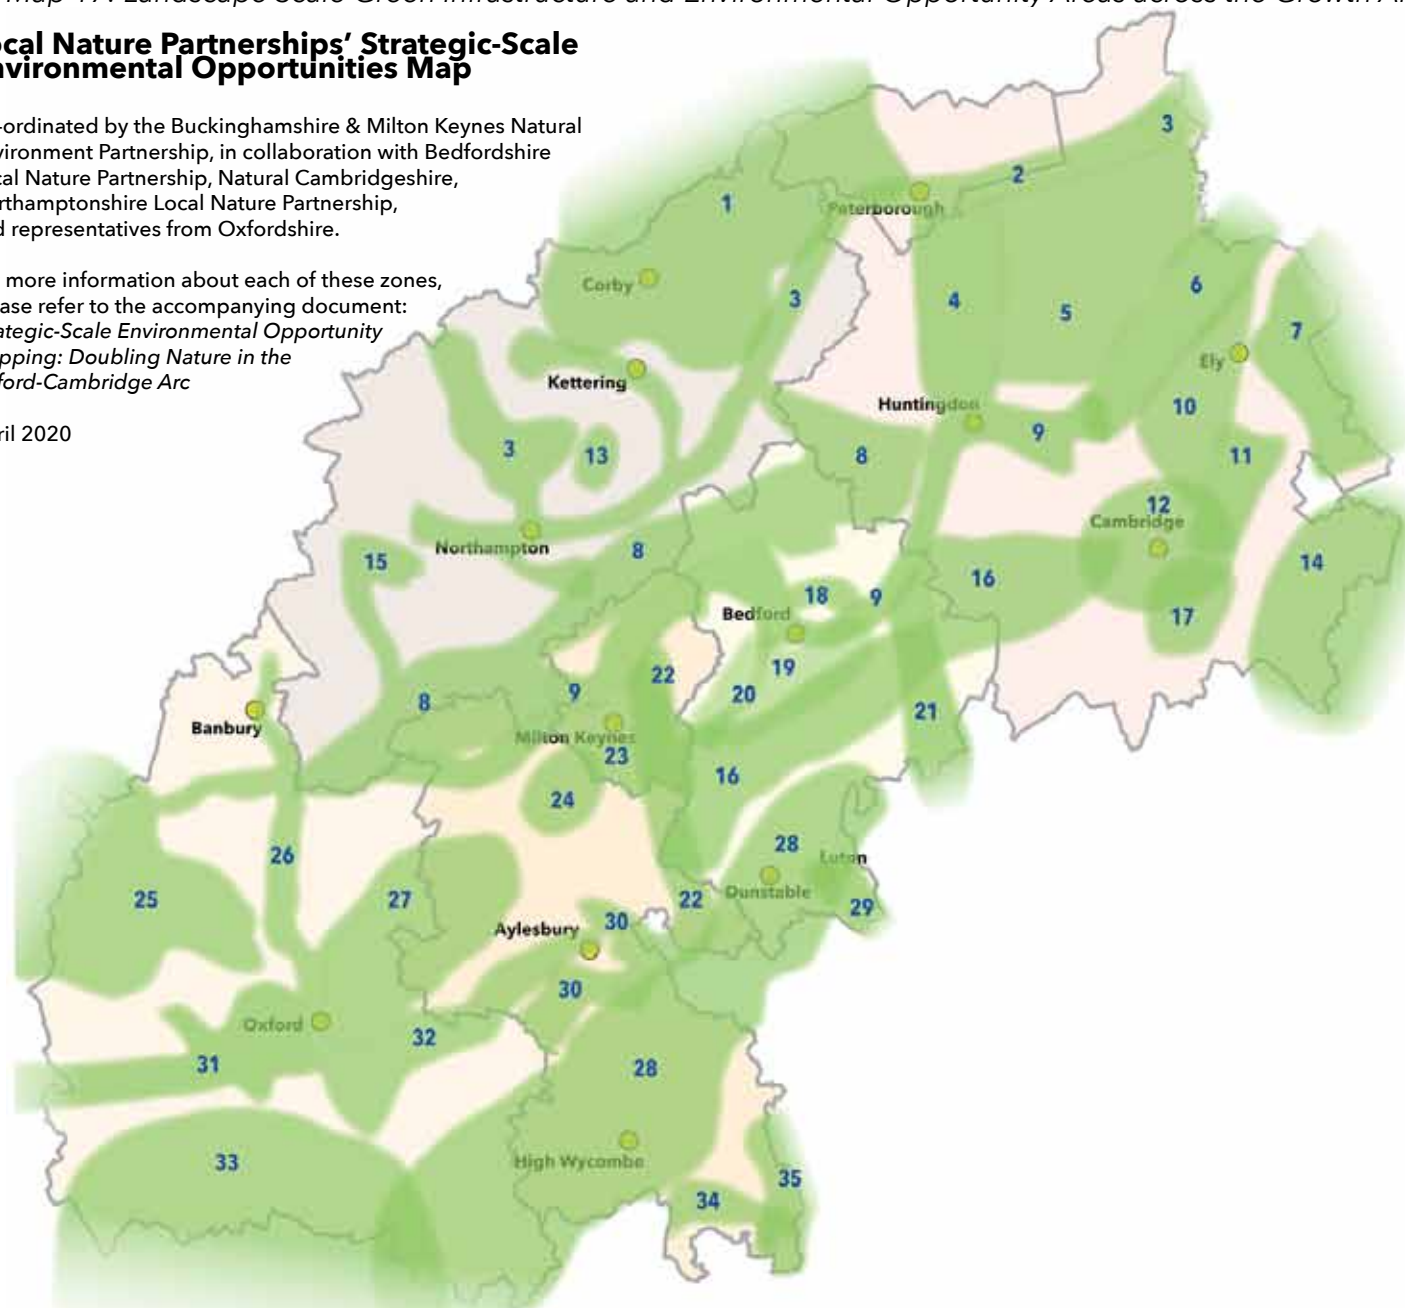 Landscape Scale Green Infrastructure and Environmental Opportunity Areas across the Growth
ocal Nature Partnerships' Strategic-Scale
nvironmental Opportunities Map
-ordinated by the Buckinghamshire & Milton Keynes Natural
vironment Partnership, in collaboration with Bedfordshire
cal Nature Partnership, Natural Cambridgeshire,
rthamptonshire Local Nature Partnership,
d representatives from Oxfordshire.
more information about each of these zones,
ase refer to the accompanying document:
ategic-Scale Environmental Opportunity
pping: Doubling Nature in the
ford-Cambridge Arc
ril 2020
3
2
1
Peterborough
Corby
3
4
5
6
7
Ely
Kettering
Huntingdon
10
9
3
13
8
11
12
Cambridge
Northampton
8
15
16
14
18
9
Bedford
17
19
22
20
9
8
21
Banbury
Milton Keynes
23
16
24
28
26
Luton
25
27
22
Dunstable
29
30
Aylesbury
30
Oxford
32
31
28
33
High Wycombe
35
34